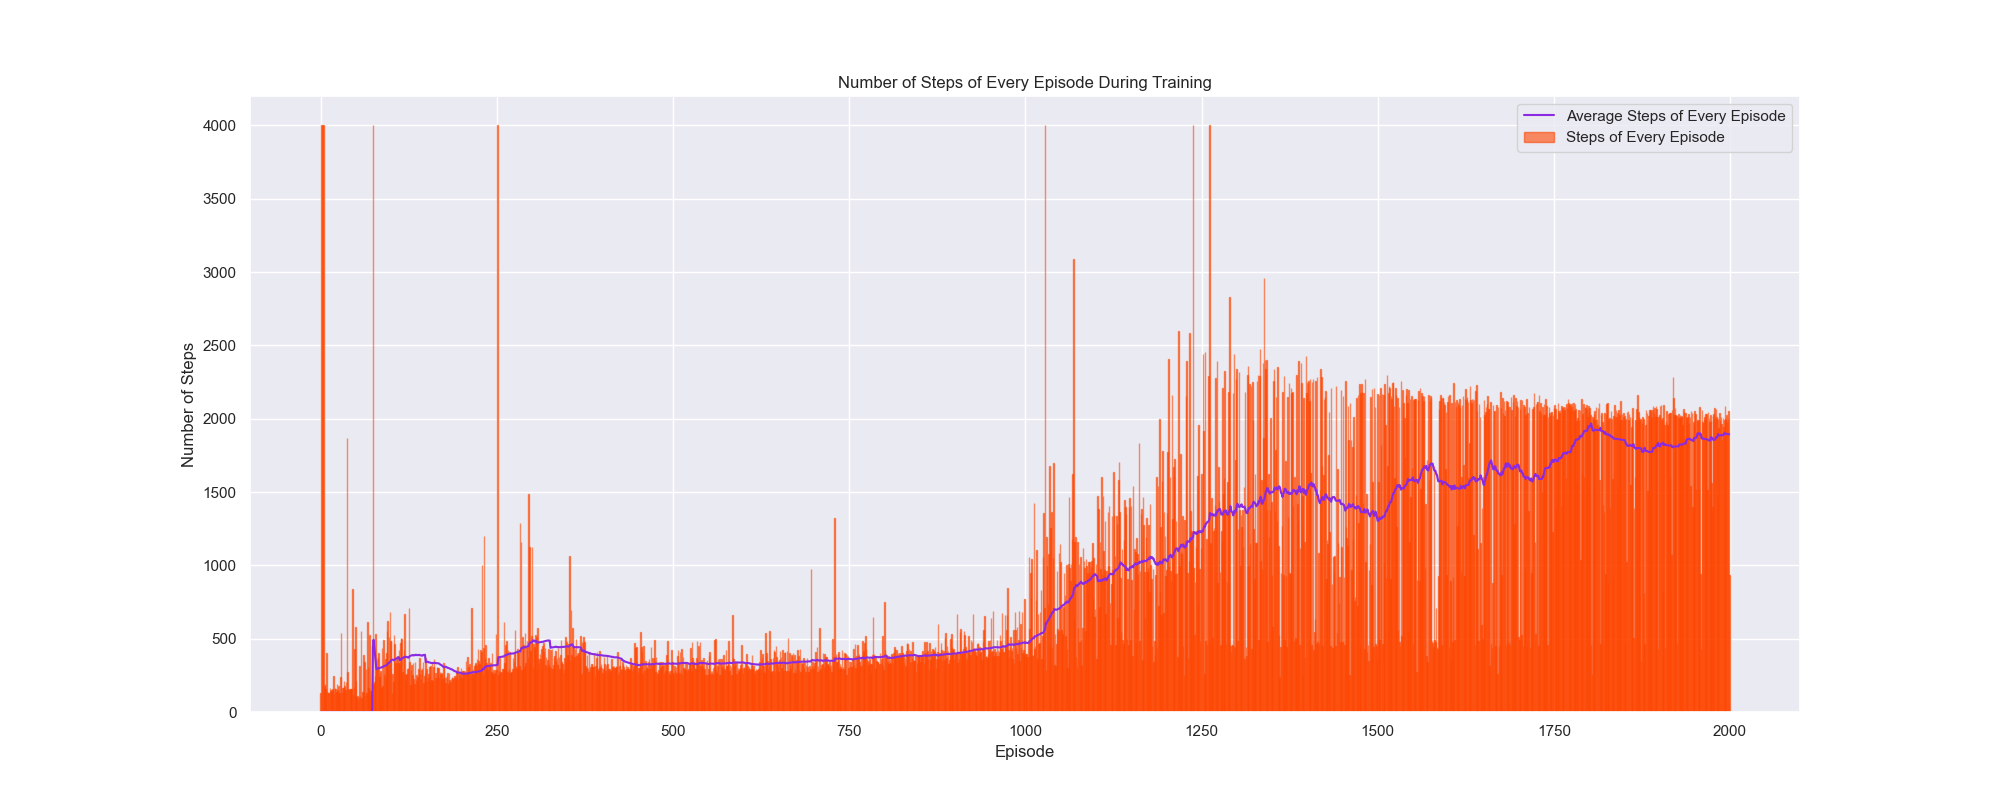 Number of Steps of Every Episode During Training
Average Steps of Every Episode
Steps of Every Episode
Number of Steps
4000
3500
3000
2500
2000
1500
1000
500
0
0 250 500 750 1000 1250 1500 1750 2000
Episode